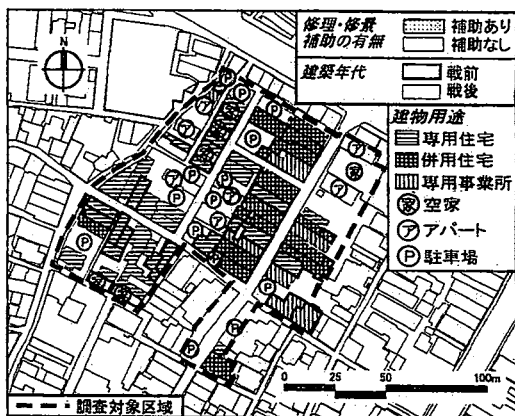 修理・修景
補助の有無
補助あり
補助なし
建築年代
戦前
戦後
建物用途
専用住宅
併用住宅
専用事業所
空家
アパート
駐車場
N
0 25 50 100m
調査対象区域